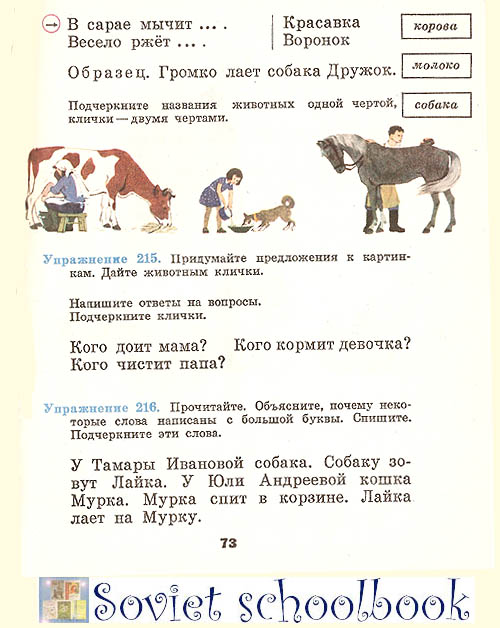 В сарае мычит ... .
Весело ржёт ... .
Красавка
Воронок
корова
Образец. Громко лает собака Дружок.
молоко
Подчеркните названия животных одной чертой,
клички — двумя чертами.
собака
Упражнение 215. Придумайте предложения к картин-
кам. Дайте животным клички.
Напишите ответы на вопросы.
Подчеркните клички.
Кого доит мама? Кого кормит девочка?
Кого чистит папа?
Упражнение 216. Прочитайте. Объясните, почему неко-
торые слова написаны с большой буквы. Спишите.
Подчеркните эти слова.
У Тамары Ивановой собака. Собаку зо-
вут Лайка. У Юли Андреевой кошка
Мурка. Мурка спит в корзине. Лайка
лает на Мурку.
73
Soviet schoolbook